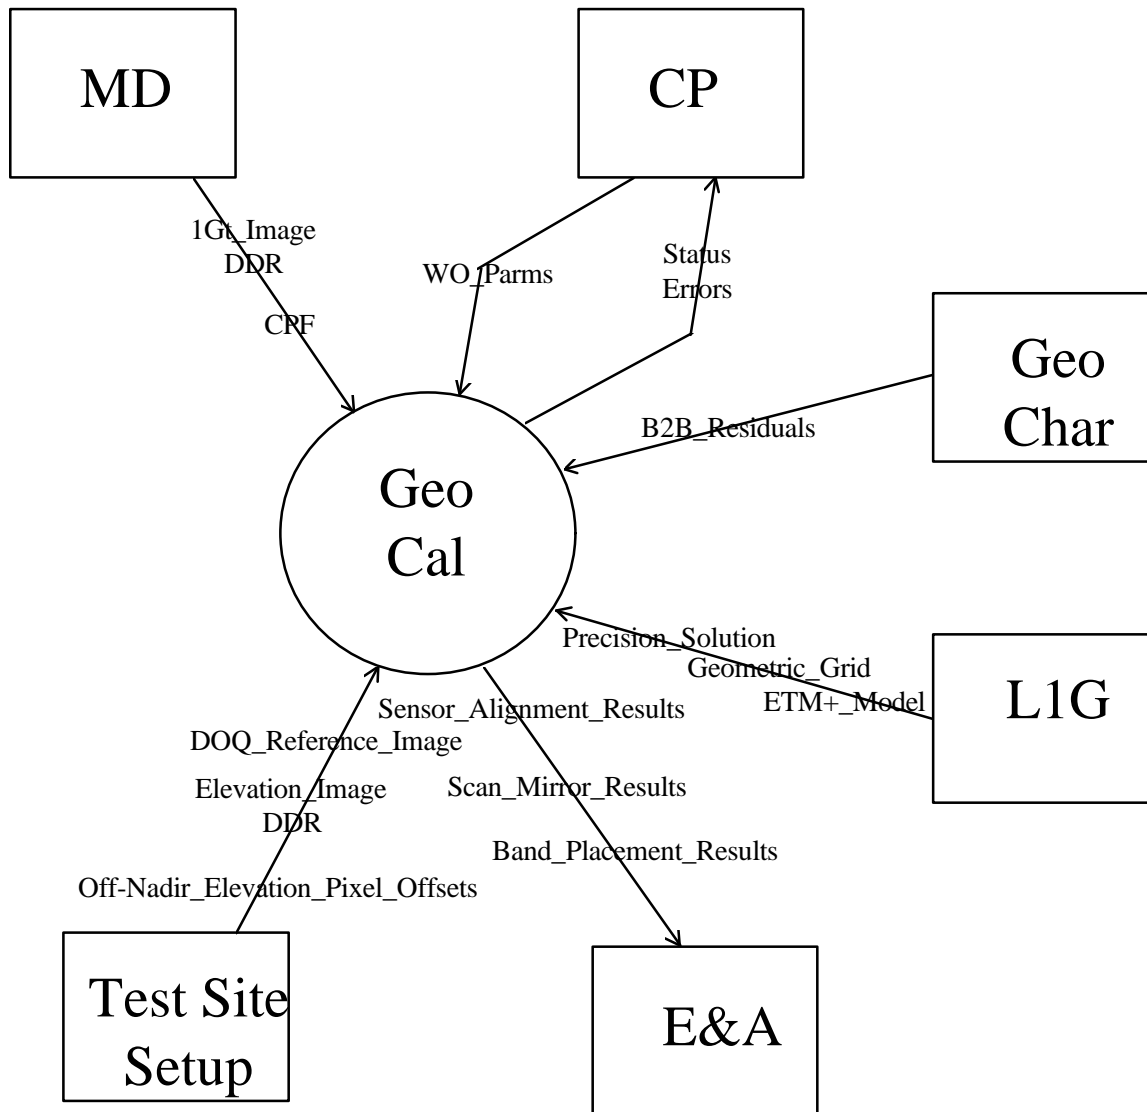 MD
CP
1Gt_Image
DDR
CPF
WO_Parms
Status
Errors
Geo
Char
B2B_Residuals
Geo
Cal
Precision_Solution
Geometric_Grid
ETM+_Model
L1G
Sensor_Alignment_Results
DOQ_Reference_Image
Elevation_Image
DDR
Scan_Mirror_Results
Band_Placement_Results
Off-Nadir_Elevation_Pixel_Offsets
Test Site
Setup
E&A